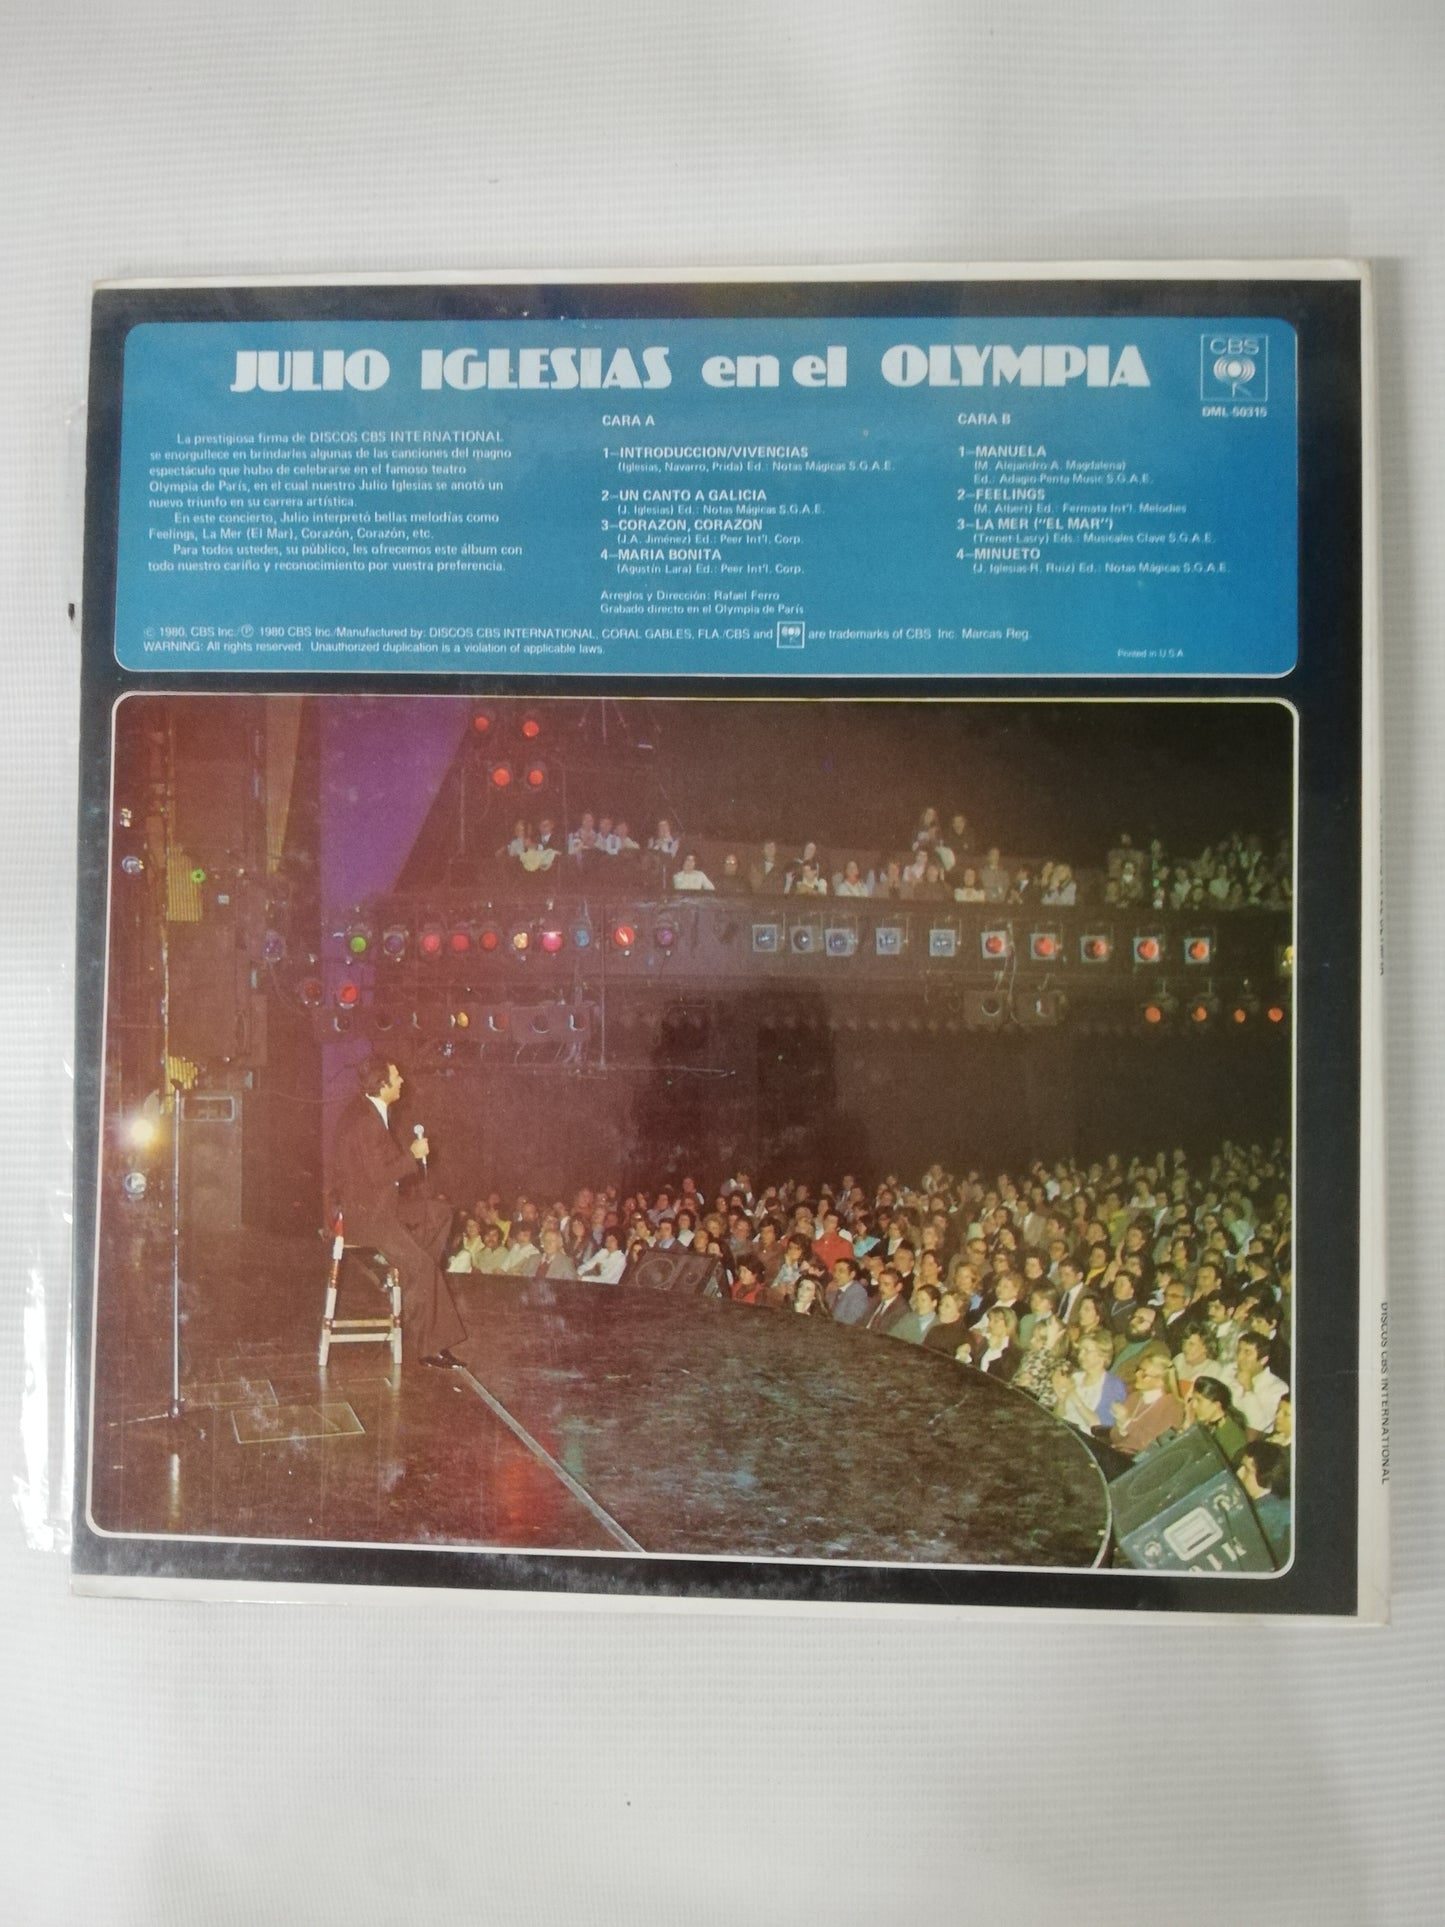 JULIO IGLESIAS en el OLYMPIA
CBS
DML-50315
La prestigiosa firma de DISCOS CBS INTERNATIONAL
se enorgullece en brindarles algunas de las canciones del magno
espectáculo que hubo de celebrarse en el famoso teatro
Olympia de París, en el cual nuestro Julio Iglesias se anotó un
nuevo triunfo en su carrera artística.
En este concierto, Julio interpretó bellas melodías como
Feelings, La Mer (El Mar), Corazón, Corazón, etc.
Para todos ustedes, su público, les ofrecemos este álbum con
todo nuestro cariño y reconocimiento por vuestra preferencia.
CARA A
1-INTRODUCCION/VIVENCIAS
(Iglesias, Navarro, Prida) Ed.: Notas Mágicas S.G.A.E.
2-UN CANTO A GALICIA
(J. Iglesias) Ed.: Notas Mágicas S.G.A.E.
3-CORAZON, CORAZON
(J.A. Jiménez) Ed.: Peer Int'l. Corp.
4-MARIA BONITA
(Agustín Lara) Ed.: Peer Int'l. Corp.
Arreglos y Dirección: Rafael Ferro
Grabado directo en el Olympia de París
CARA B
1-MANUELA
(M. Alejandro-A. Magdalena)
Ed.: Adagio-Penta Music S.G.A.E.
2-FEELINGS
(M. Albert) Ed.: Fermata Int'l. Melodies
3-LA MER ("EL MAR")
(Trenet-Lasry) Eds.: Musicales Clave S.G.A.E.
4-MINUETO
(J. Iglesias-R. Ruiz) Ed.: Notas Mágicas S.G.A.E.
© 1980, CBS Inc./℗ 1980 CBS Inc./Manufactured by: DISCOS CBS INTERNATIONAL, CORAL GABLES, FLA./CBS and are trademarks of CBS Inc. Marcas Reg.
WARNING: All rights reserved. Unauthorized duplication is a violation of applicable laws.
Printed in U.S.A.
DISCOS CBS INTERNATIONAL